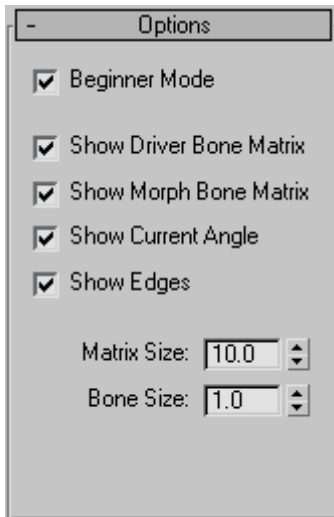 - Options
Beginner Mode
Show Driver Bone Matrix
Show Morph Bone Matrix
Show Current Angle
Show Edges
Matrix Size: 10.0
Bone Size: 1.0